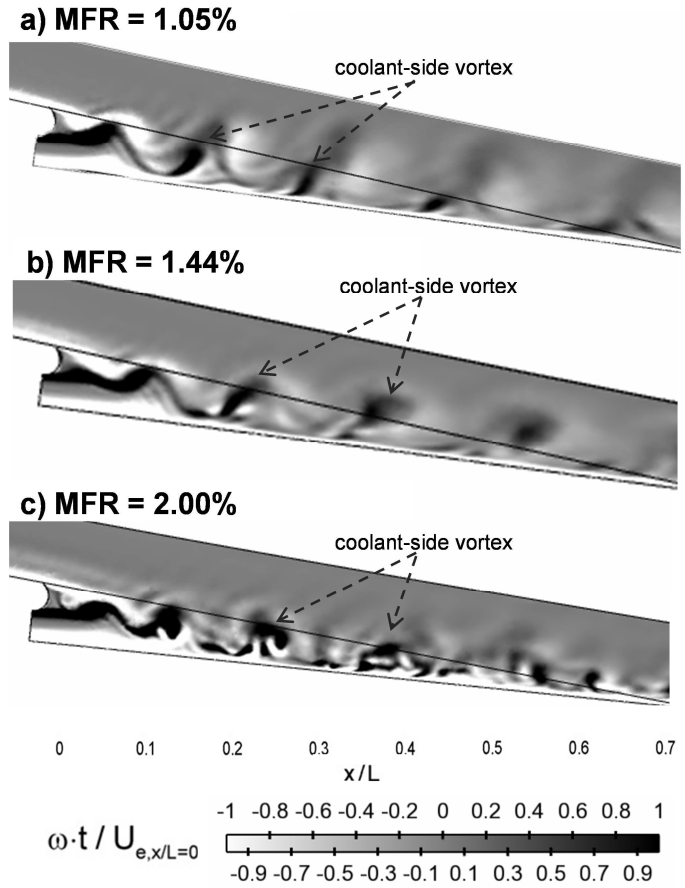 a) MFR = 1.05%
coolant-side vortex
b) MFR = 1.44%
coolant-side vortex
c) MFR = 2.00%
coolant-side vortex
0 0.1 0.2 0.3 0.4 0.5 0.6 0.7
x/L
-1 -0.8 -0.6 -0.4 -0.2 0 0.2 0.4 0.6 0.8 1
ω·t / U e,x/L=0
-0.9 -0.7 -0.5 -0.3 -0.1 0.1 0.3 0.5 0.7 0.9